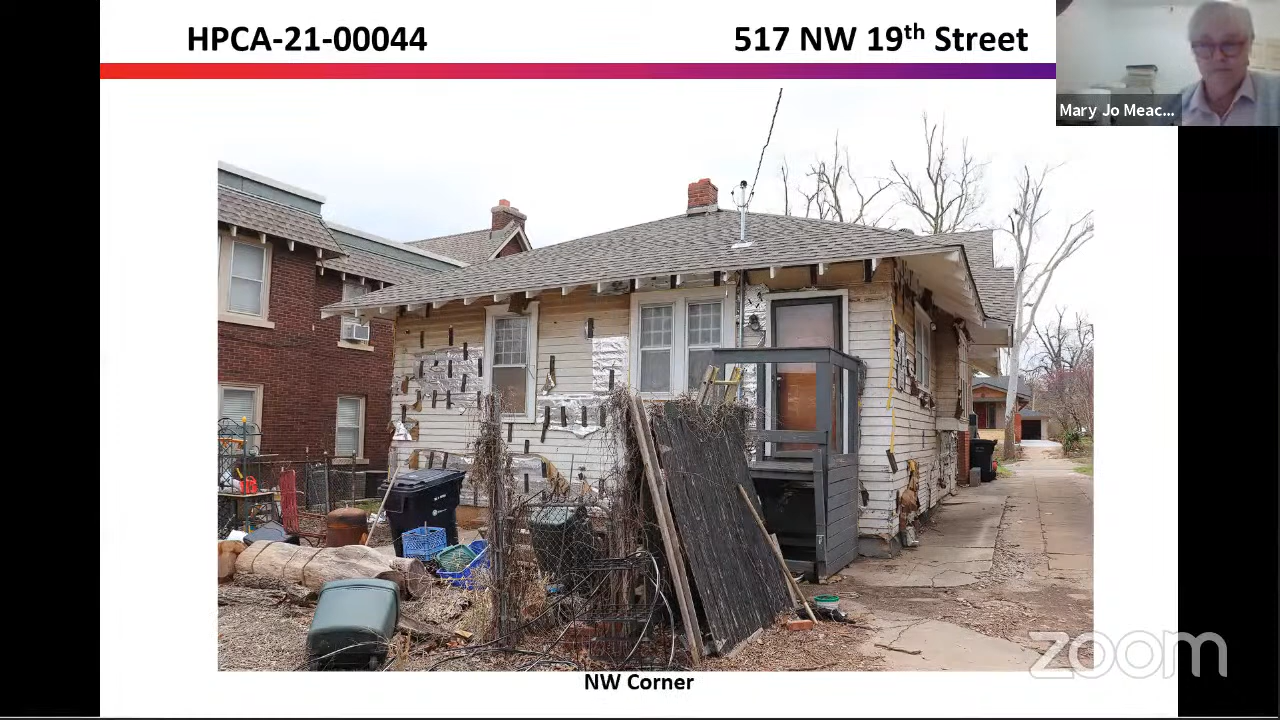 HPCA-21-00044
517 NW 19th Street
Mary Jo Meac...
NW Corner
zoom